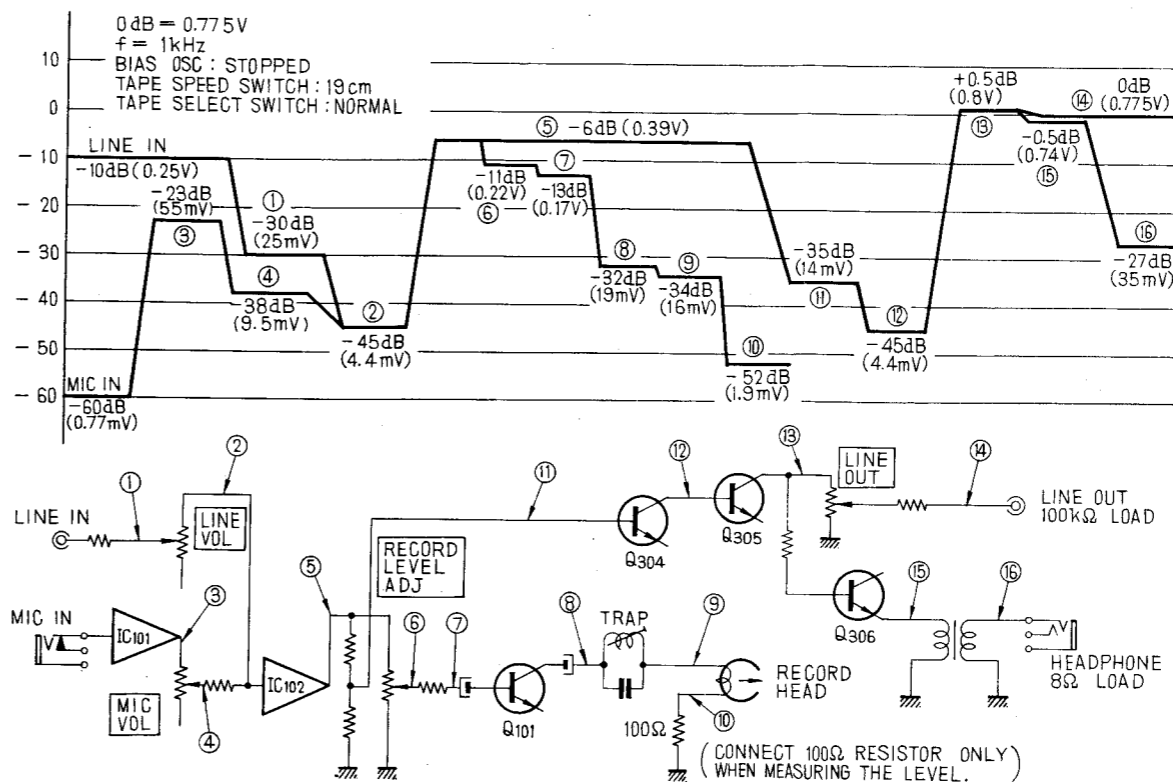 0dB = 0.775V
f = 1kHz
BIAS OSC : STOPPED
TAPE SPEED SWITCH : 19cm
TAPE SELECT SWITCH : NORMAL
10
0
-10
-20
-30
-40
-50
-60
LINE IN
-10dB (0.25V)
-23dB
(55mV)
③
①
-30dB
(25mV)
④
-38dB
(9.5mV)
②
-45dB
(4.4mV)
MIC IN
-60dB
(0.77mV)
⑤ -6dB (0.39V)
-11dB
(0.22V)
⑥
⑦
-13dB
(0.17V)
⑧
-32dB
(19mV)
⑨
-34dB
(16mV)
⑩
-52dB
(1.9mV)
-35dB
(14mV)
⑪
⑫
-45dB
(4.4mV)
+0.5dB
(0.8V)
⑬
⑭
0dB
(0.775V)
-0.5dB
(0.74V)
⑮
⑯
-27dB
(35mV)
②
①
LINE IN
LINE
VOL
③
MIC IN
IC101
MIC
VOL
④
⑤
IC102
RECORD
LEVEL
ADJ
⑥
⑦
Q101
⑧
TRAP
⑨
RECORD
HEAD
⑩
100Ω
(CONNECT 100Ω RESISTOR ONLY
WHEN MEASURING THE LEVEL.)
⑪
Q304
⑫
Q305
⑬
LINE
OUT
⑭
LINE OUT
100kΩ LOAD
Q306
⑮
⑯
HEADPHONE
8Ω LOAD